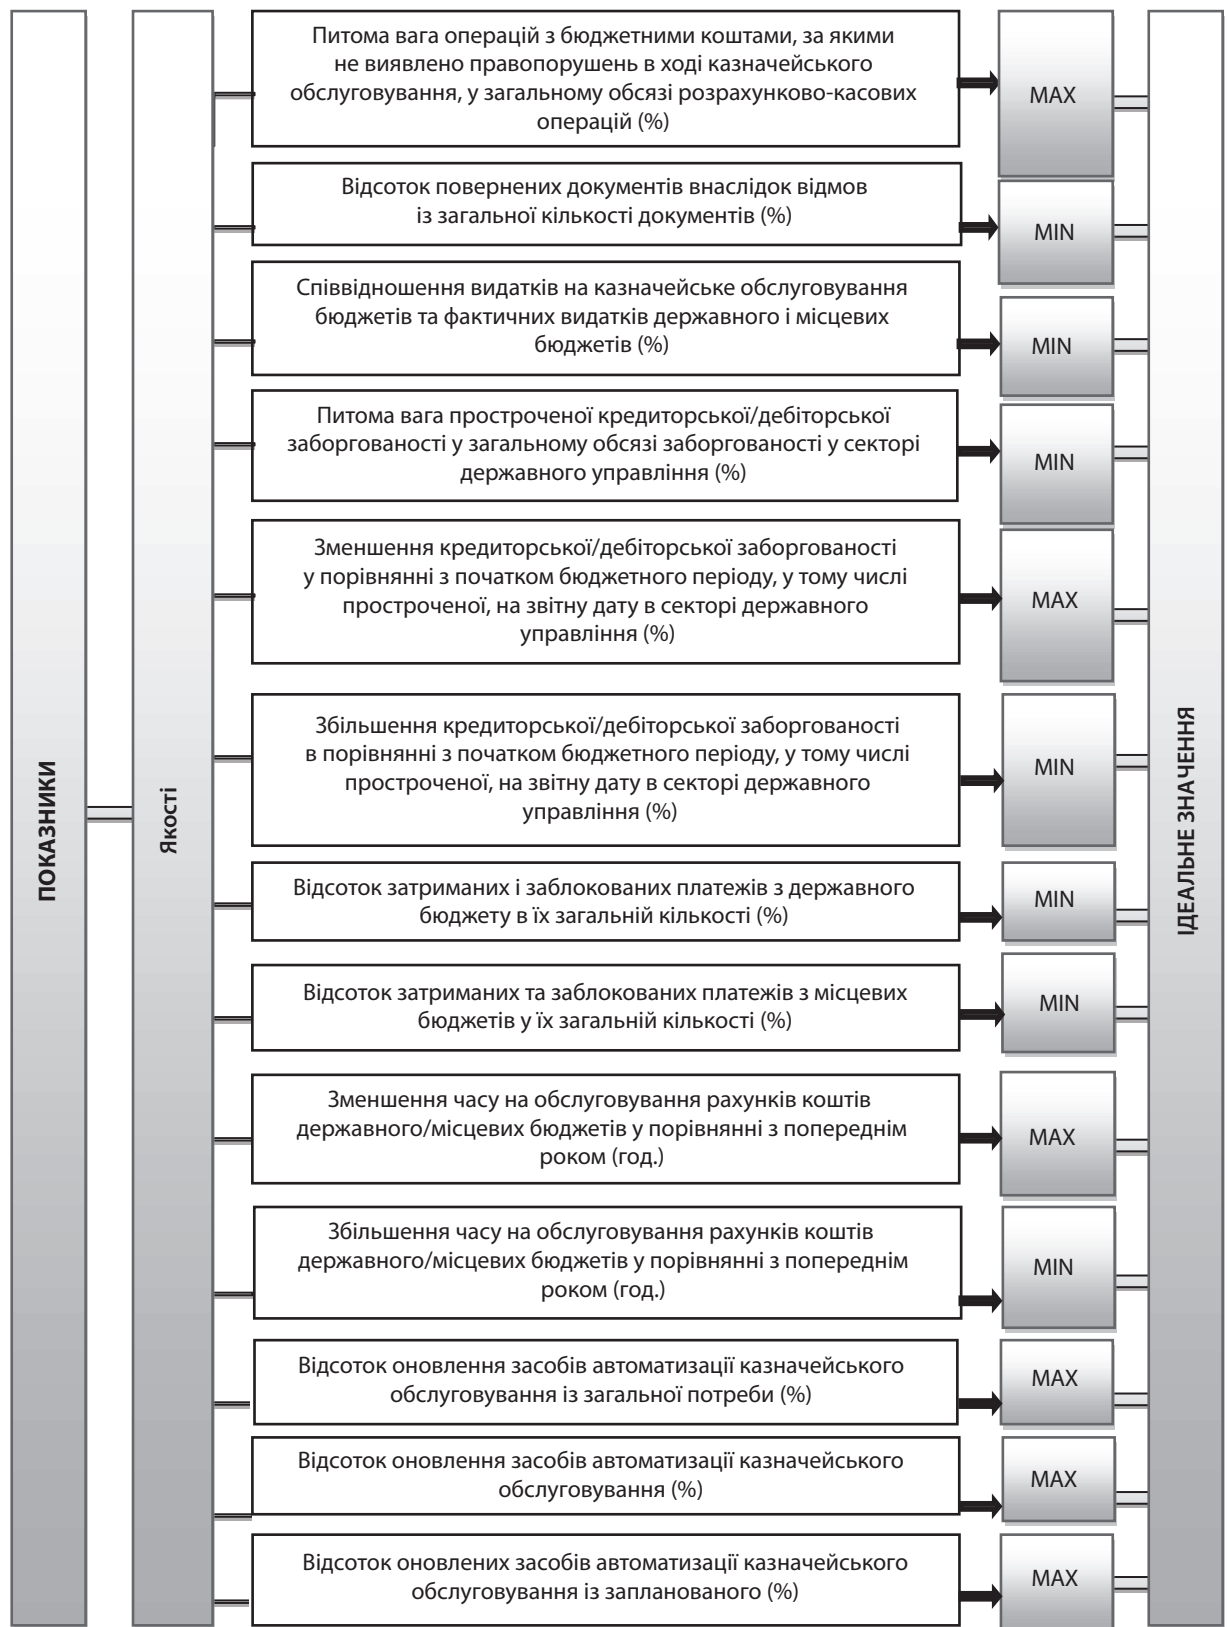 ПОКАЗНИКИ
Якості
Питома вага операцій з бюджетними коштами, за якими
не виявлено правопорушень в ході казначейського
обслуговування, у загальному обсязі розрахунково-касових
операцій (%)
MAX
Відсоток повернених документів внаслідок відмов
із загальної кількості документів (%)
MIN
Співвідношення видатків на казначейське обслуговування
бюджетів та фактичних видатків державного і місцевих
бюджетів (%)
MIN
Питома вага простроченої кредиторської/дебіторської
заборгованості у загальному обсязі заборгованості у секторі
державного управління (%)
MIN
Зменшення кредиторської/дебіторської заборгованості
у порівнянні з початком бюджетного періоду, у тому числі
простроченої, на звітну дату в секторі державного
управління (%)
MAX
Збільшення кредиторської/дебіторської заборгованості
в порівнянні з початком бюджетного періоду, у тому числі
простроченої, на звітну дату в секторі державного
управління (%)
MIN
Відсоток затриманих і заблокованих платежів з державного
бюджету в їх загальній кількості (%)
MIN
Відсоток затриманих та заблокованих платежів з місцевих
бюджетів у їх загальній кількості (%)
MIN
Зменшення часу на обслуговування рахунків коштів
державного/місцевих бюджетів у порівнянні з попереднім
роком (год.)
MAX
Збільшення часу на обслуговування рахунків коштів
державного/місцевих бюджетів у порівнянні з попереднім
роком (год.)
MIN
Відсоток оновлення засобів автоматизації казначейського
обслуговування із загальної потреби (%)
MAX
Відсоток оновлення засобів автоматизації казначейського
обслуговування (%)
MAX
Відсоток оновлених засобів автоматизації казначейського
обслуговування із запланованого (%)
MAX
ІДЕАЛЬНЕ ЗНАЧЕННЯ